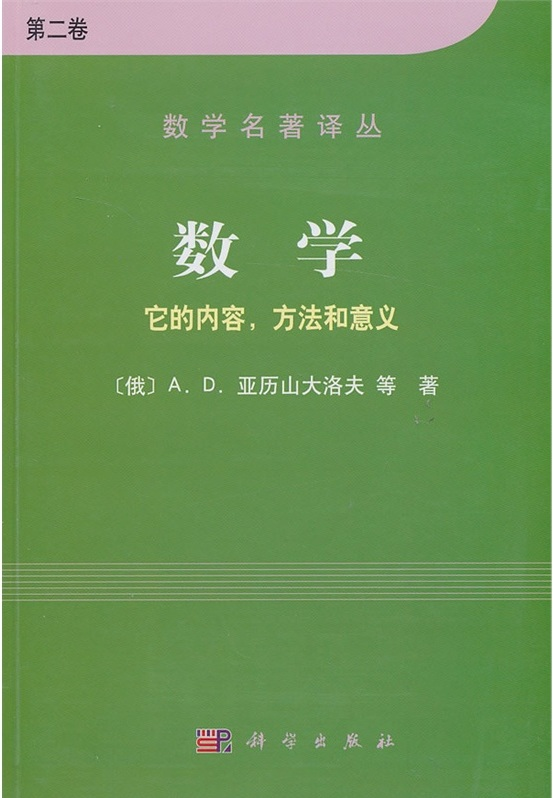 第二卷
数学名著译丛
数 学
它的内容，方法和意义
〔俄〕A. D. 亚历山大洛夫 等 著
科学出版社